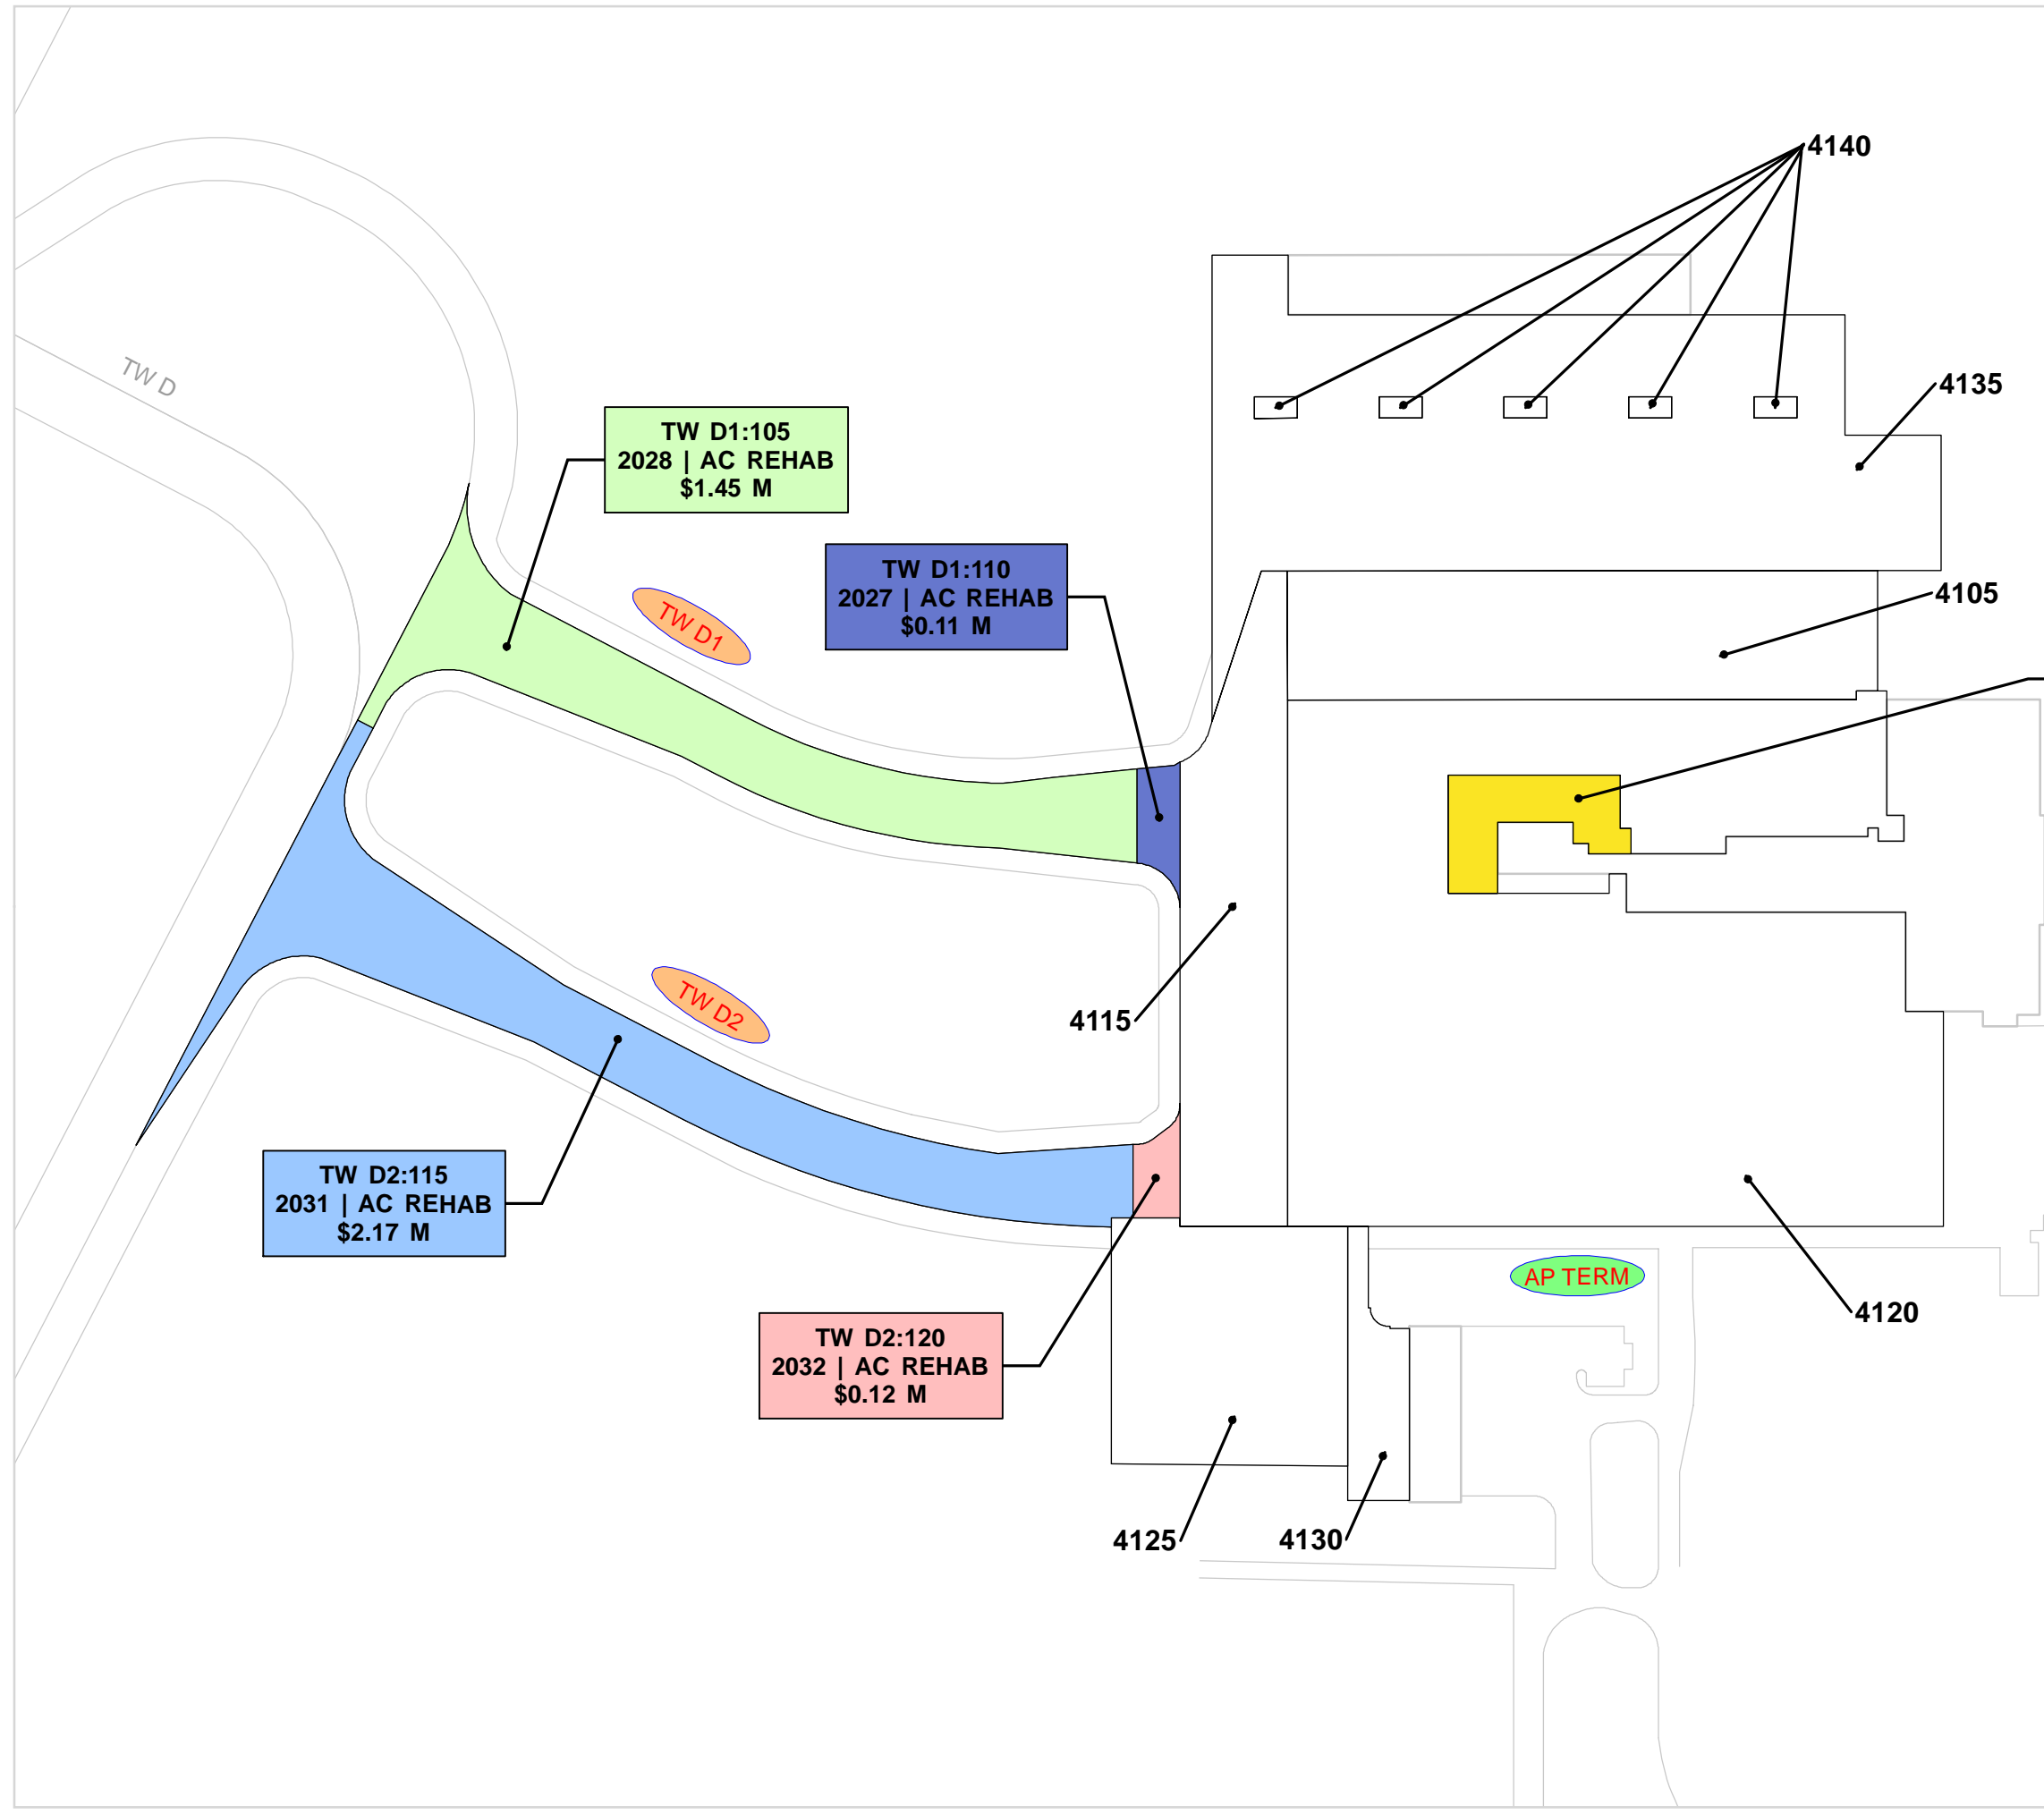 4140
TW D
4135
TW D1:105
2028 | AC REHAB
$1.45 M
TW D1:110
2027 | AC REHAB
$0.11 M
4105
TW D1
TW D2
4115
TW D2:115
2031 | AC REHAB
$2.17 M
AP TERM
4120
TW D2:120
2032 | AC REHAB
$0.12 M
4125
4130